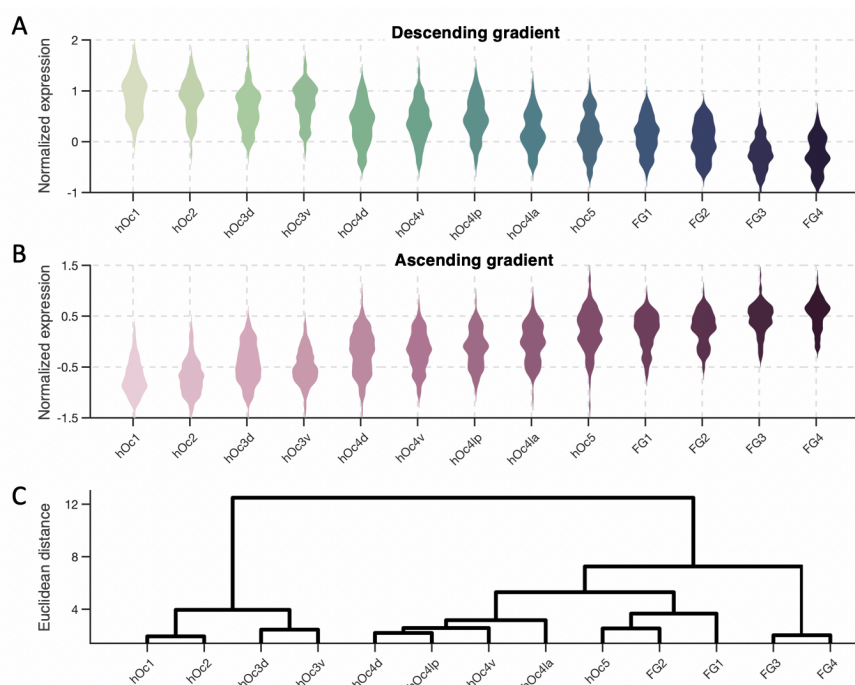 A
Descending gradient
Normalized expression
2
1
0
-1
hOc1 hOc2 hOc3d hOc3v hOc4d hOc4v hOc4lp hOc4la hOc5 FG1 FG2 FG3 FG4
B
Ascending gradient
Normalized expression
1.5
0.5
-0.5
-1.5
hOc1 hOc2 hOc3d hOc3v hOc4d hOc4v hOc4lp hOc4la hOc5 FG1 FG2 FG3 FG4
C
Euclidean distance
12
8
4
hOc1 hOc2 hOc3d hOc3v hOc4d hOc4lp hOc4v hOc4la hOc5 FG2 FG1 FG3 FG4